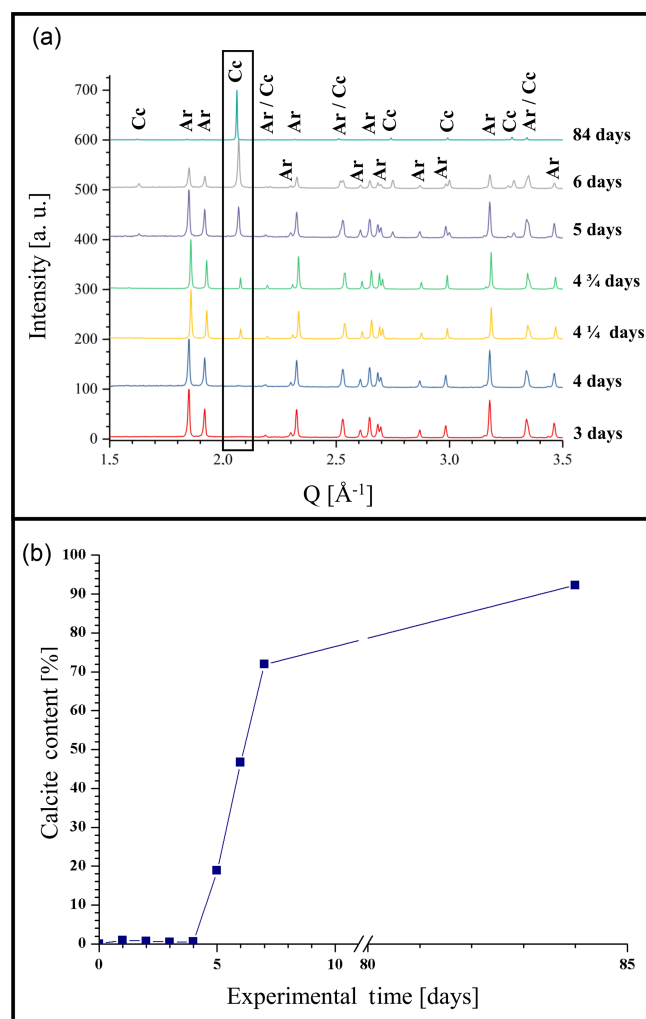 (a)
700
600
500
400
300
200
100
0
Intensity [a. u.]
Cc
Ar
Ar
Cc
Ar / Cc
Ar
Ar / Cc
Ar
Cc
Cc
Ar
Cc
Ar / Cc
84 days
Ar
Ar
Ar
Ar
Ar
Ar
6 days
5 days
4 ¾ days
4 ¼ days
4 days
3 days
1.5 2.0 2.5 3.0 3.5
Q [Å-1]
(b)
100
90
80
70
60
50
40
30
20
10
0
Calcite content [%]
0 5 10 80 85
Experimental time [days]